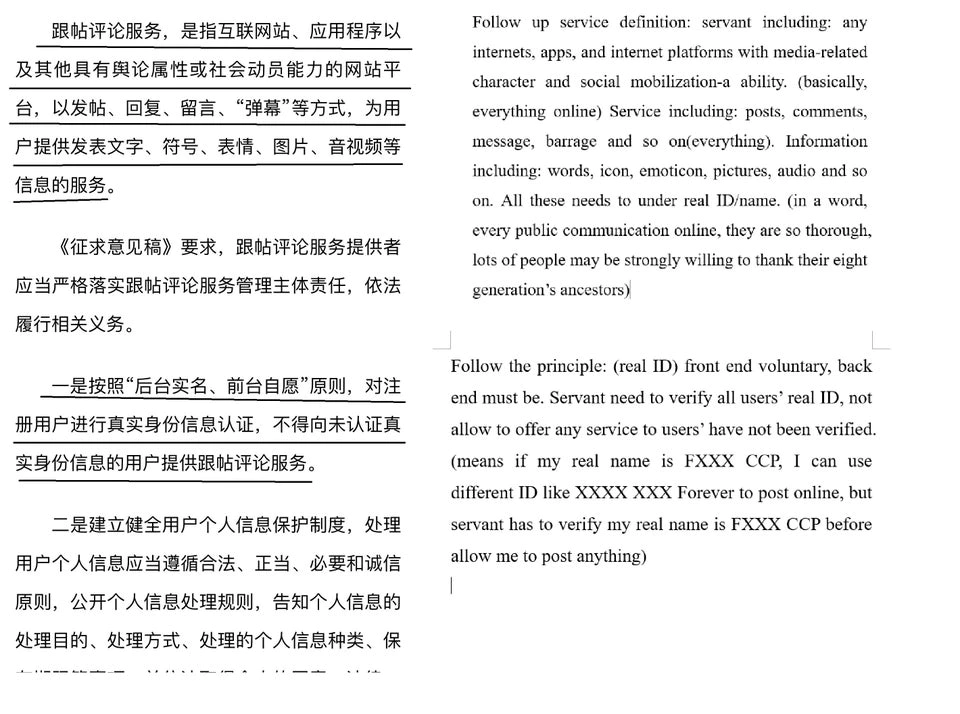 跟帖评论服务，是指互联网站、应用程序以
及其他具有舆论属性或社会动员能力的网站平
台，以发帖、回复、留言、“弹幕”等方式，为用
户提供发表文字、符号、表情、图片、音视频等
信息的服务。
《征求意见稿》要求，跟帖评论服务提供者
应当严格落实跟帖评论服务管理主体责任，依法
履行相关义务。
一是按照“后台实名、前台自愿”原则，对注
册用户进行真实身份信息认证，不得向未认证真
实身份信息的用户提供跟帖评论服务。
二是建立健全用户个人信息保护制度，处理
用户个人信息应当遵循合法、正当、必要和诚信
原则，公开个人信息处理规则，告知个人信息的
处理目的、处理方式、处理的个人信息种类、保
Follow up service definition: servant including: any
internets, apps, and internet platforms with media-related
character and social mobilization-a ability. (basically,
everything online) Service including: posts, comments,
message, barrage and so on(everything). Information
including: words, icon, emoticon, pictures, audio and so
on. All these needs to under real ID/name. (in a word,
every public communication online, they are so thorough,
lots of people may be strongly willing to thank their eight
generation’s ancestors)
Follow the principle: (real ID) front end voluntary, back
end must be. Servant need to verify all users’ real ID, not
allow to offer any service to users’ have not been verified.
(means if my real name is FXXX CCP, I can use
different ID like XXXX XXX Forever to post online, but
servant has to verify my real name is FXXX CCP before
allow me to post anything)